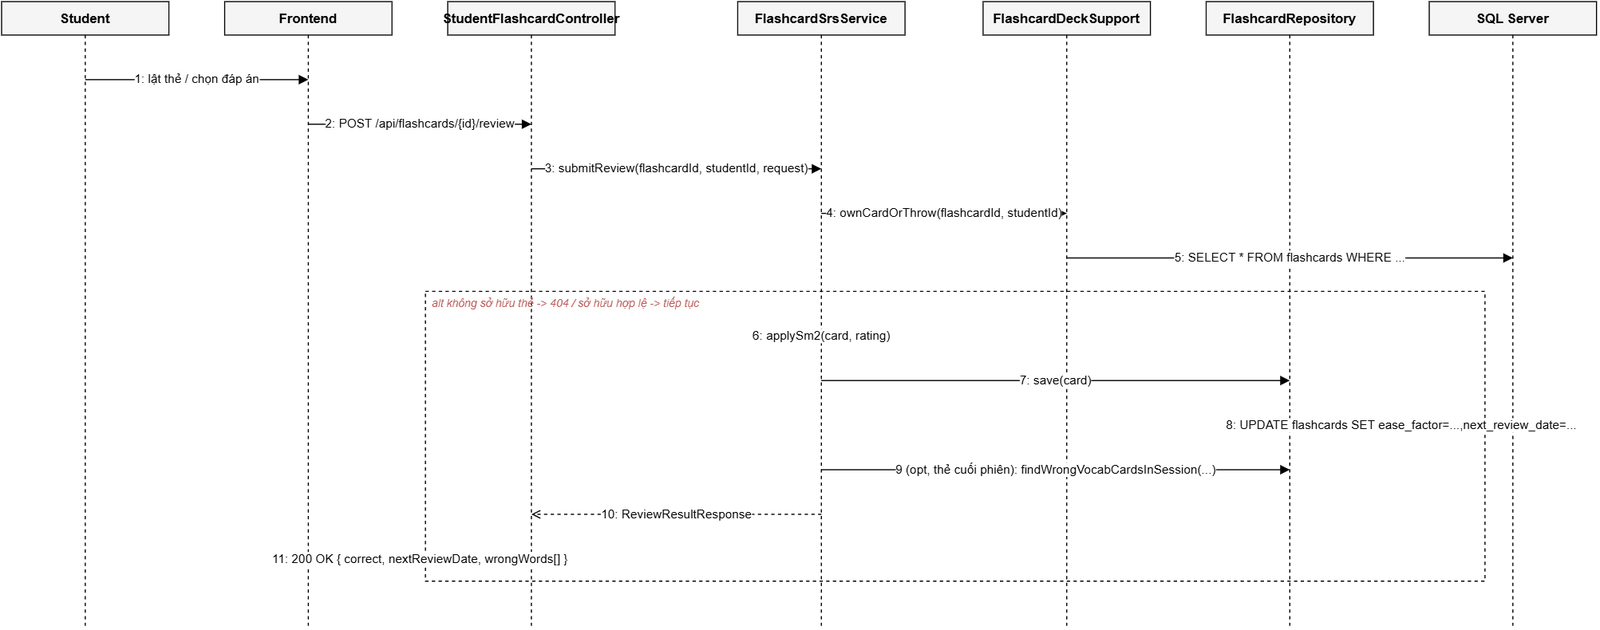 Student
Frontend
StudentFlashcardController
FlashcardSrsService
FlashcardDeckSupport
FlashcardRepository
SQL Server
1: lật thẻ / chọn đáp án
2: POST /api/flashcards/{id}/review
3: submitReview(flashcardId, studentId, request)
4: ownCardOrThrow(flashcardId, studentId)
5: SELECT * FROM flashcards WHERE ...
alt không sở hữu thẻ -> 404 / sở hữu hợp lệ -> tiếp tục
6: applySm2(card, rating)
7: save(card)
8: UPDATE flashcards SET ease_factor=...,next_review_date=...
9 (opt, thẻ cuối phiên): findWrongVocabCardsInSession(...)
10: ReviewResultResponse
11: 200 OK { correct, nextReviewDate, wrongWords[] }